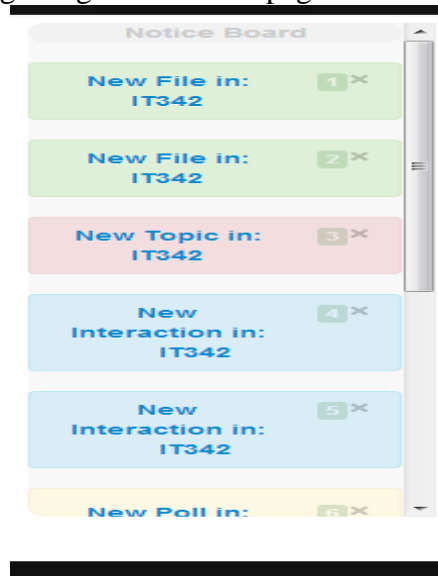 Notice Board
New File in: 1 ×
IT342
New File in: 2 ×
IT342
New Topic in: 3 ×
IT342
New 4 ×
Interaction in:
IT342
New 5 ×
Interaction in:
IT342
New Poll in: 6 ×